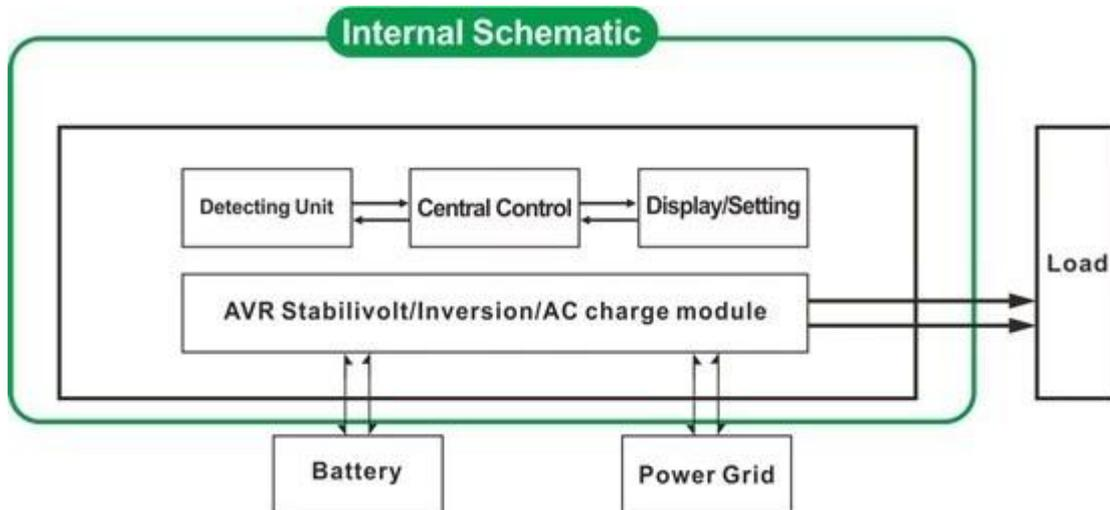 Internal Schematic
Detecting Unit
Central Control
Display/Setting
Load
AVR Stabilivolt/Inversion/AC charge module
Battery
Power Grid